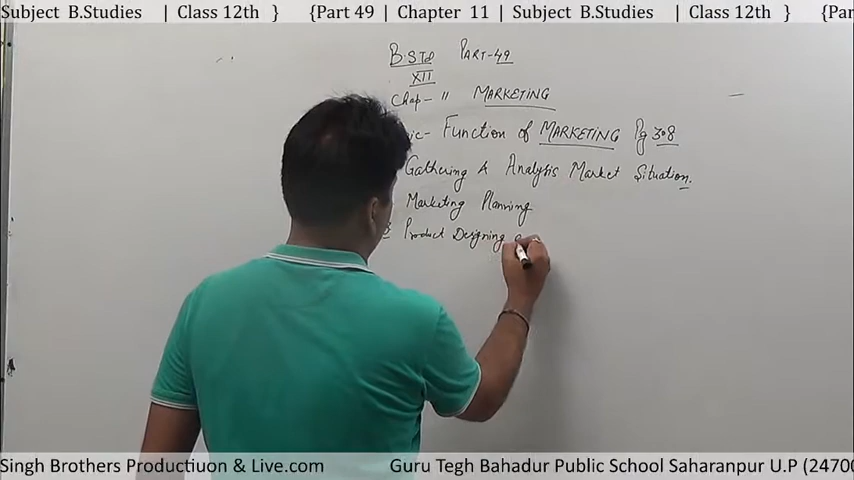 Subject B.Studies | Class 12th } {Part 49 | Chapter 11 | Subject B.Studies | Class 12th } {Par
B.STD PART-49
XII
Chap- 11 MARKETING
ic- Function of MARKETING Pg 308
Gathering & Analysis Market Situation.
Marketing Planning
Product Designing
Singh Brothers Productiuon & Live.com Guru Tegh Bahadur Public School Saharanpur U.P (24700